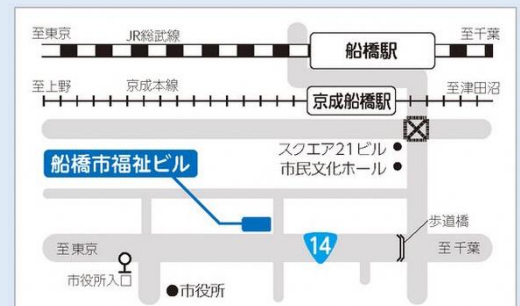 至東京
JR総武線
船橋駅
至千葉
至上野
京成本線
京成船橋駅
至津田沼
スクエア21ビル
市民文化ホール
船橋市福祉ビル
歩道橋
至東京
14
至千葉
市役所入口
市役所